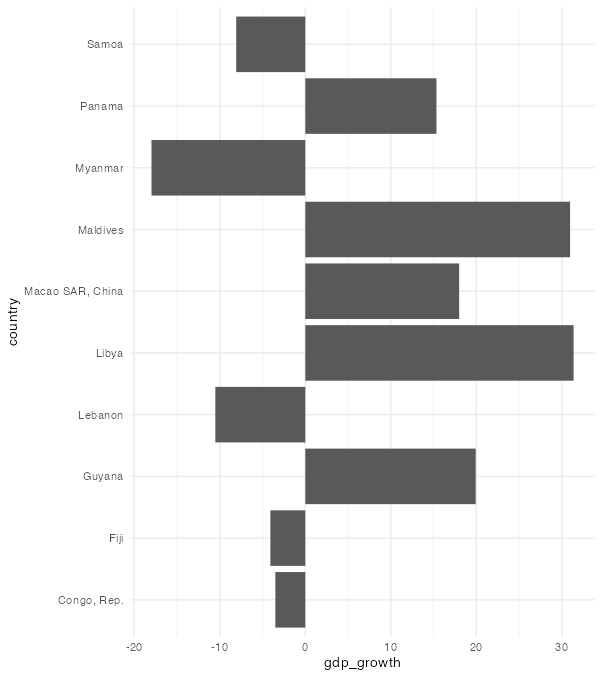 Samoa
Panama
Myanmar
Maldives
Macao SAR, China
Libya
Lebanon
Guyana
Fiji
Congo, Rep.
country
-20 -10 0 10 20 30
gdp_growth